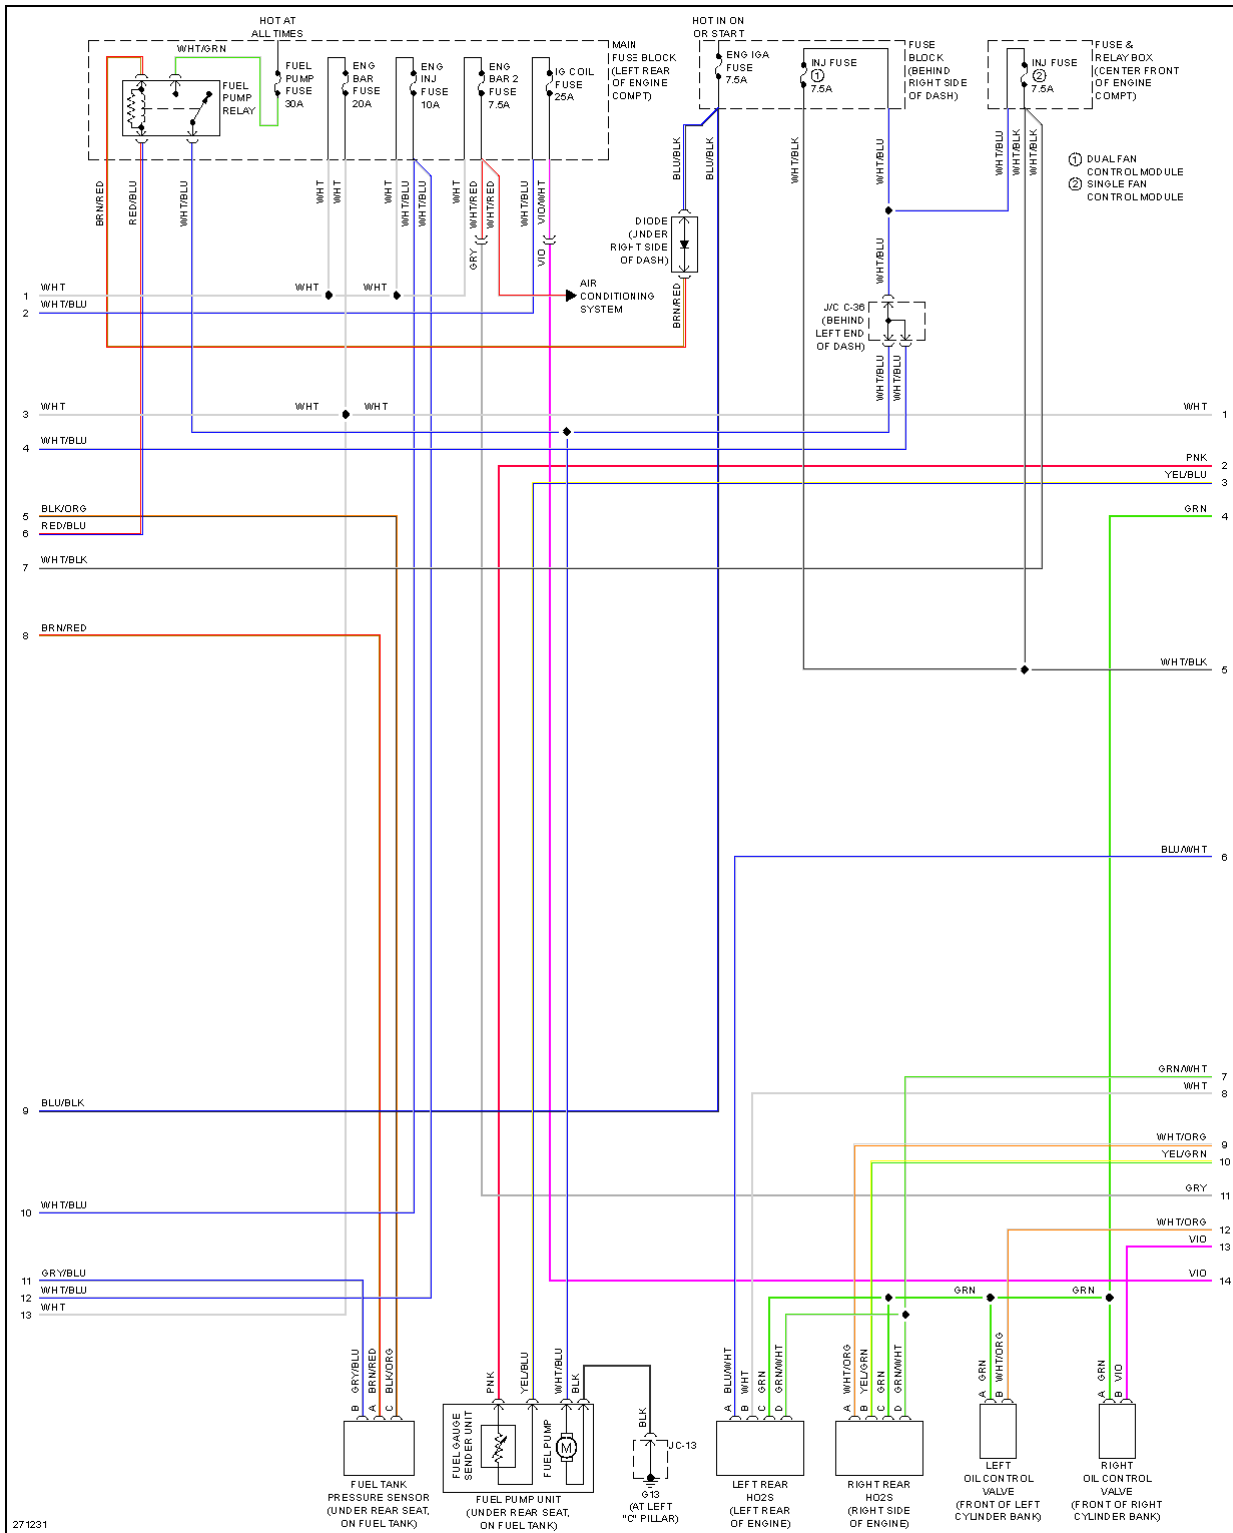 HOT AT
ALL TIMES
HOT IN ON
OR START
WHT/GRN
FUEL
PUMP
RELAY
FUEL
PUMP
FUSE
30A
ENG
BAR
FUSE
20A
ENG
INJ
FUSE
10A
ENG
BAR 2
FUSE
7.5A
IG COIL
FUSE
25A
MAIN
FUSE BLOCK
(LEFT REAR
OF ENGINE
COMPT)
ENG IGA
FUSE
7.5A
INJ FUSE
1
7.5A
FUSE
BLOCK
(BEHIND
RIGHT SIDE
OF DASH)
INJ FUSE
2
7.5A
FUSE &
RELAY BOX
(CENTER FRONT
OF ENGINE
COMPT)
1 DUAL FAN
CONTROL MODULE
2 SINGLE FAN
CONTROL MODULE
BRN/RED
RED/BLU
WHT/BLU
WHT
WHT
WHT
WHT/BLU
WHT/BLU
WHT
WHT/RED
WHT/RED
WHT/BLU
VIO/WHT
GRY
VIO
BLU/BLK
BLU/BLK
WHT/BLK
WHT/BLU
WHT/BLU
WHT/BLK
WHT/BLK
DIODE
(JNDER
RIGHT SIDE
OF DASH)
BRN/RED
WHT/BLU
AIR
CONDITIONING
SYSTEM
J/C C-36
(BEHIND
LEFT END
OF DASH)
WHT/BLU
WHT/BLU
1 WHT WHT WHT
2 WHT/BLU
3 WHT WHT WHT WHT 1
4 WHT/BLU
PNK 2
YEL/BLU 3
5 BLK/ORG GRN 4
6 RED/BLU
7 WHT/BLK
8 BRN/RED
WHT/BLK 5
BLU/WHT 6
GRN/WHT 7
WHT 8
9 BLU/BLK
WHT/ORG 9
YEL/GRN 10
GRY 11
10 WHT/BLU
WHT/ORG 12
VIO 13
11 GRY/BLU VIO 14
12 WHT/BLU GRN GRN
13 WHT
B GRY/BLU
A BRN/RED
C BLK/ORG
PNK
YEL/BLU
WHT/BLU
BLK
BLK
A BLU/WHT
B WHT
C GRN
D GRN/WHT
A WHT/ORG
B YEL/GRN
C GRN
D GRN/WHT
A GRN
B WHT/ORG
A GRN
B VIO
FUEL GAUGE
SENDER UNIT
FUEL PUMP
M
JC-13
G13
(AT LEFT
"C" PILLAR)
FUEL TANK
PRESSURE SENSOR
(UNDER REAR SEAT,
ON FUEL TANK)
FUEL PUMP UNIT
(UNDER REAR SEAT,
ON FUEL TANK)
LEFT REAR
HO2S
(LEFT REAR
OF ENGINE)
RIGHT REAR
HO2S
(RIGHT SIDE
OF ENGINE)
LEFT
OIL CONTROL
VALVE
(FRONT OF LEFT
CYLINDER BANK)
RIGHT
OIL CONTROL
VALVE
(FRONT OF RIGHT
CYLINDER BANK)
271231